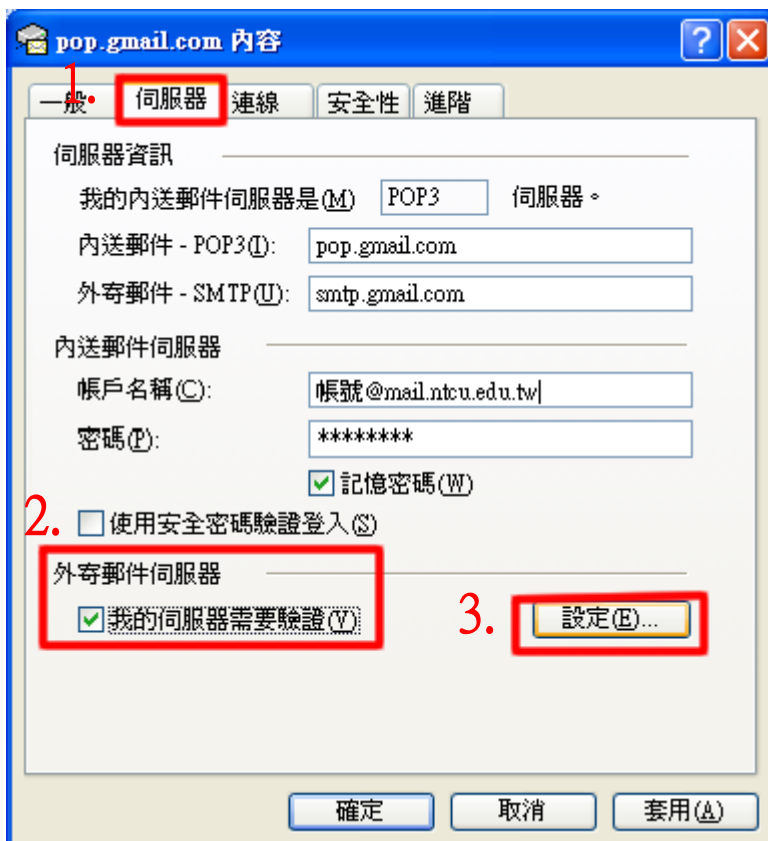 pop.gmail.com 內容
1.
一般 伺服器 連線 安全性 進階
伺服器資訊
我的內送郵件伺服器是(M) POP3 伺服器。
內送郵件 - POP3(I): pop.gmail.com
外寄郵件 - SMTP(U): smtp.gmail.com
內送郵件伺服器
帳戶名稱(C): 帳號@mail.ntcu.edu.tw
密碼(P): ********
記憶密碼(W)
2. 使用安全密碼驗證登入(S)
外寄郵件伺服器
我的伺服器需要驗證(V) 3. 設定(E)...
確定 取消 套用(A)